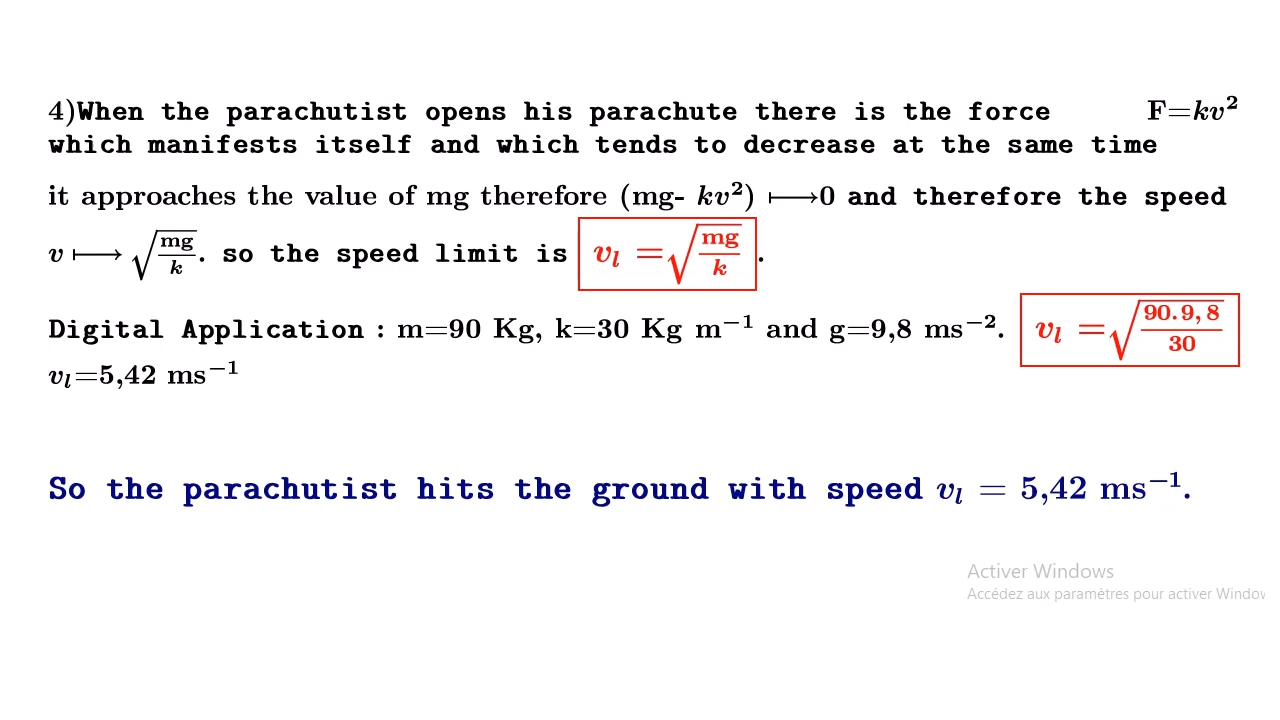 4)When the parachutist opens his parachute there is the force F=kv²
which manifests itself and which tends to decrease at the same time
it approaches the value of mg therefore (mg- kv²) ⟼0 and therefore the speed
v ⟼ √(mg/k). so the speed limit is v_l =√(mg/k).
Digital Application : m=90 Kg, k=30 Kg m⁻¹ and g=9,8 ms⁻². v_l =√(90.9,8/30)
v_l=5,42 ms⁻¹
So the parachutist hits the ground with speed v_l = 5,42 ms⁻¹.
Activer Windows
Accédez aux paramètres pour activer Window